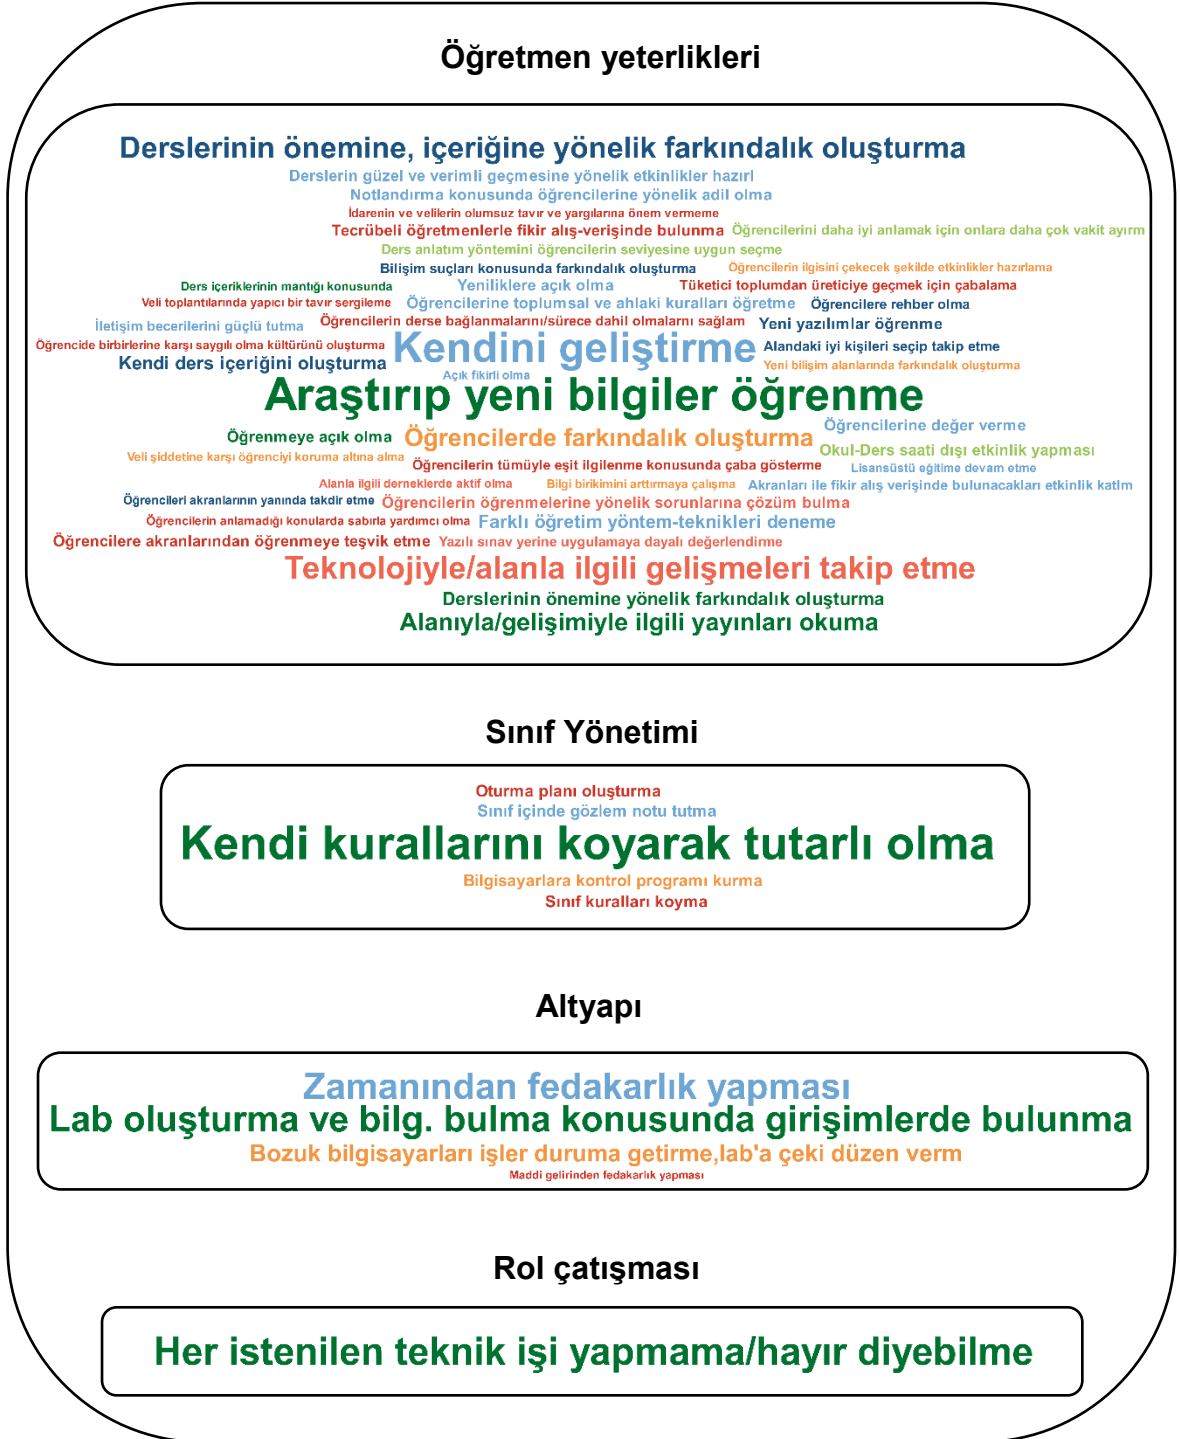 Öğretmen yeterlikleri
Derslerinin önemine, içeriğine yönelik farkındalık oluşturma
Derslerin güzel ve verimli geçmesine yönelik etkinlikler hazırl
Notlandırma konusunda öğrencilerine yönelik adil olma
İdarenin ve velilerin olumsuz tavır ve yargılarına önem vermeme
Tecrübeli öğretmenlerle fikir alış-verişinde bulunma Öğrencilerini daha iyi anlamak için onlara daha çok vakit ayırm
Ders anlatım yöntemini öğrencilerin seviyesine uygun seçme
Bilişim suçları konusunda farkındalık oluşturma Öğrencilerin ilgisini çekecek şekilde etkinlikler hazırlama
Ders içeriklerinin mantığı konusunda Yeniliklere açık olma Tüketici toplumdan üreticiye geçmek için çabalama
Veli toplantılarında yapıcı bir tavır sergileme Öğrencilerine toplumsal ve ahlaki kuralları öğretme Öğrencilere rehber olma
İletişim becerilerini güçlü tutma Öğrencilerin derse bağlanmalarını/sürece dahil olmalarnı sağlam Yeni yazılımlar öğrenme
Öğrencide birbirlerine karşı saygılı olma kültürünü oluşturma Kendini geliştirme Alandaki iyi kişileri seçip takip etme
Kendi ders içeriğini oluşturma Yeni bilişim alanlarında farkındalık oluşturma
Açık fikirli olma
Araştırıp yeni bilgiler öğrenme
Öğrenmeye açık olma Öğrencilerde farkındalık oluşturma Öğrencilerine değer verme
Okul-Ders saati dışı etkinlik yapması
Veli şiddetine karşı öğrenciyi koruma altına alma Öğrencilerin tümüyle eşit ilgilenme konusunda çaba gösterme Lisansüstü eğitime devam etme
Alanla ilgili derneklerde aktif olma Bilgi birikimini arttırmaya çalışma Akranları ile fikir alış verişinde bulunacakları etkinlik katlm
Öğrencileri akranlarının yanında takdir etme Öğrencilerin öğrenmelerine yönelik sorunlarına çözüm bulma
Öğrencilerin anlamadığı konularda sabırla yardımcı olma Farklı öğretim yöntem-teknikleri deneme
Öğrencilere akranlarından öğrenmeye teşvik etme Yazılı sınav yerine uygulamaya dayalı değerlendirme
Teknolojiyle/alanla ilgili gelişmeleri takip etme
Derslerinin önemine yönelik farkındalık oluşturma
Alanıyla/gelişimiyle ilgili yayınları okuma
Sınıf Yönetimi
Oturma planı oluşturma
Sınıf içinde gözlem notu tutma
Kendi kurallarını koyarak tutarlı olma
Bilgisayarlara kontrol programı kurma
Sınıf kuralları koyma
Altyapı
Zamanından fedakarlık yapması
Lab oluşturma ve bilg. bulma konusunda girişimlerde bulunma
Bozuk bilgisayarları işler duruma getirme,lab'a çeki düzen verm
Maddi gelirinden fedakarlık yapması
Rol çatışması
Her istenilen teknik işi yapmama/hayır diyebilme